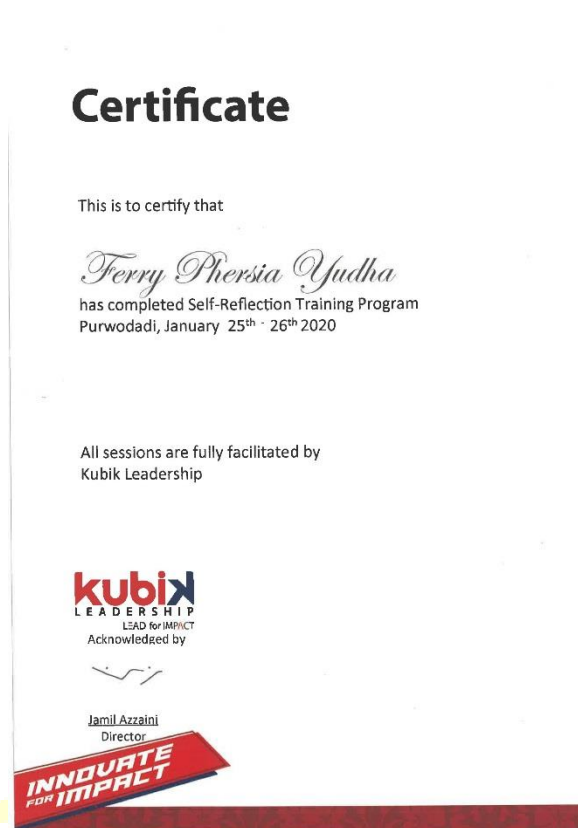 Certificate
This is to certify that
Ferry Phersia Yudha
has completed Self-Reflection Training Program
Purwodadi, January 25th - 26th 2020
All sessions are fully facilitated by
Kubik Leadership
kubik
LEADERSHIP
LEAD for IMPACT
Acknowledged by
Jamil Azzaini
Director
INNOVATE
FOR IMPACT